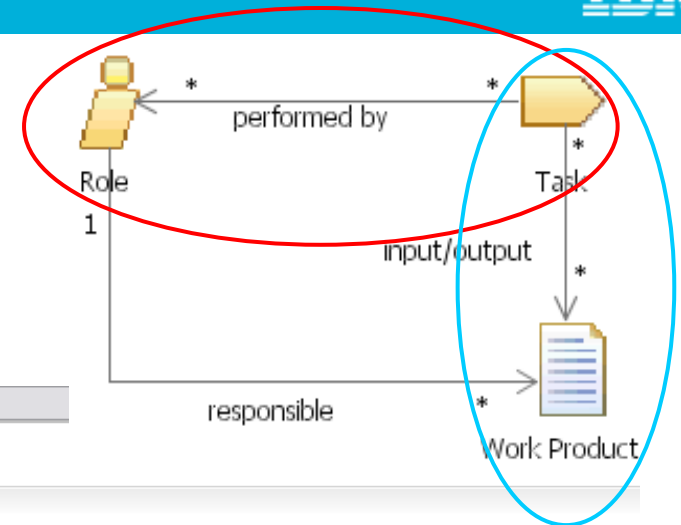 * *
performed by
*
Role Task
1
input/output
*
responsible
*
Work Product